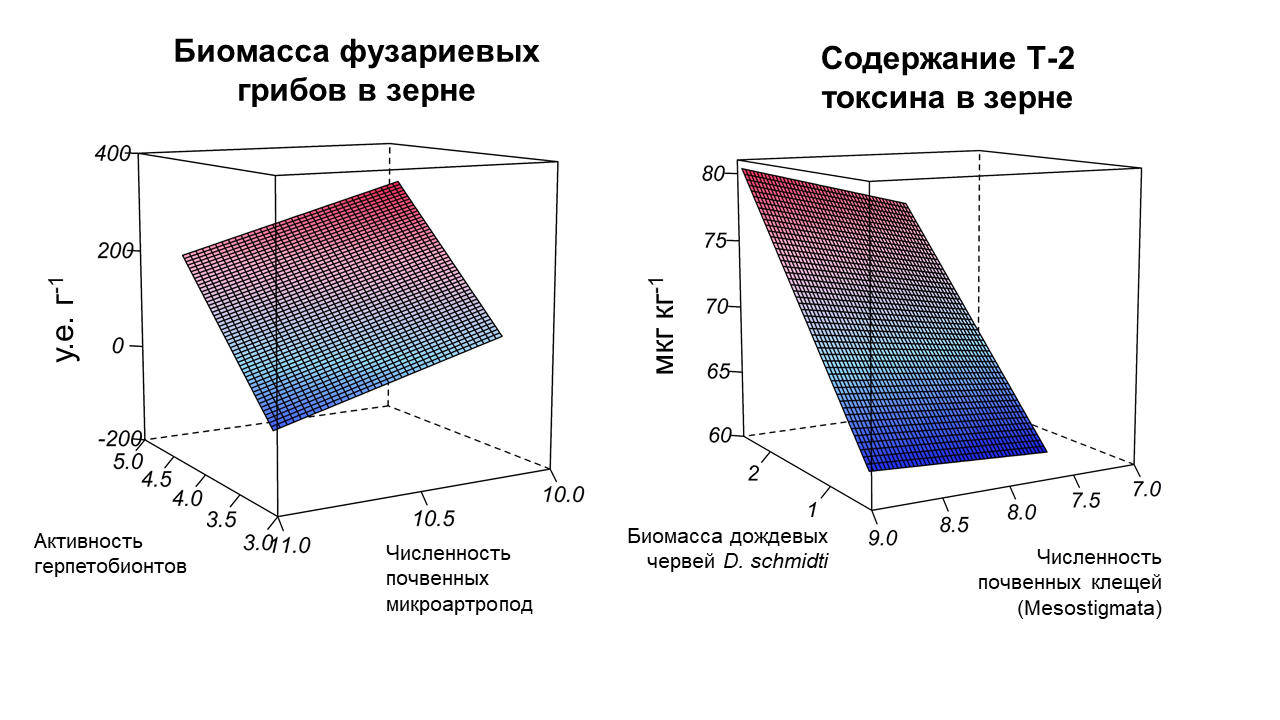 Биомасса фузариевых
грибов в зерне
400
200
0
-200
у.е. г-1
5.0
4.5
4.0
3.5
3.0
11.0
10.5
10.0
Активность
герпетобионтов
Численность
почвенных
микроартропод
Содержание Т-2
токсина в зерне
80
75
70
65
60
мкг кг-1
2
1
9.0
8.5
8.0
7.5
7.0
Биомасса дождевых
червей D. schmidti
Численность
почвенных клещей
(Mesostigmata)